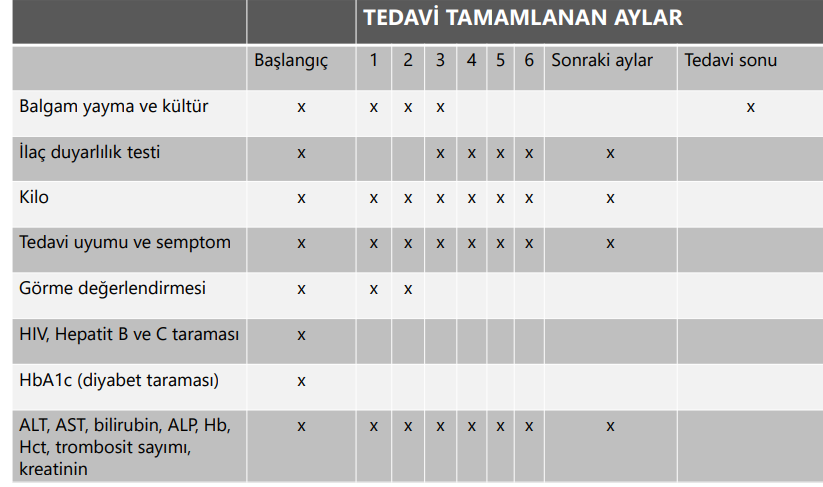 TEDAVİ TAMAMLANAN AYLAR
Başlangıç 1 2 3 4 5 6 Sonraki aylar Tedavi sonu
Balgam yayma ve kültür x x x x x
İlaç duyarlılık testi x x x x x x
Kilo x x x x x x x x
Tedavi uyumu ve semptom x x x x x x x x
Görme değerlendirmesi x x x
HIV, Hepatit B ve C taraması x
HbA1c (diyabet taraması) x
ALT, AST, bilirubin, ALP, Hb, x x x x x x x x
Hct, trombosit sayımı,
kreatinin